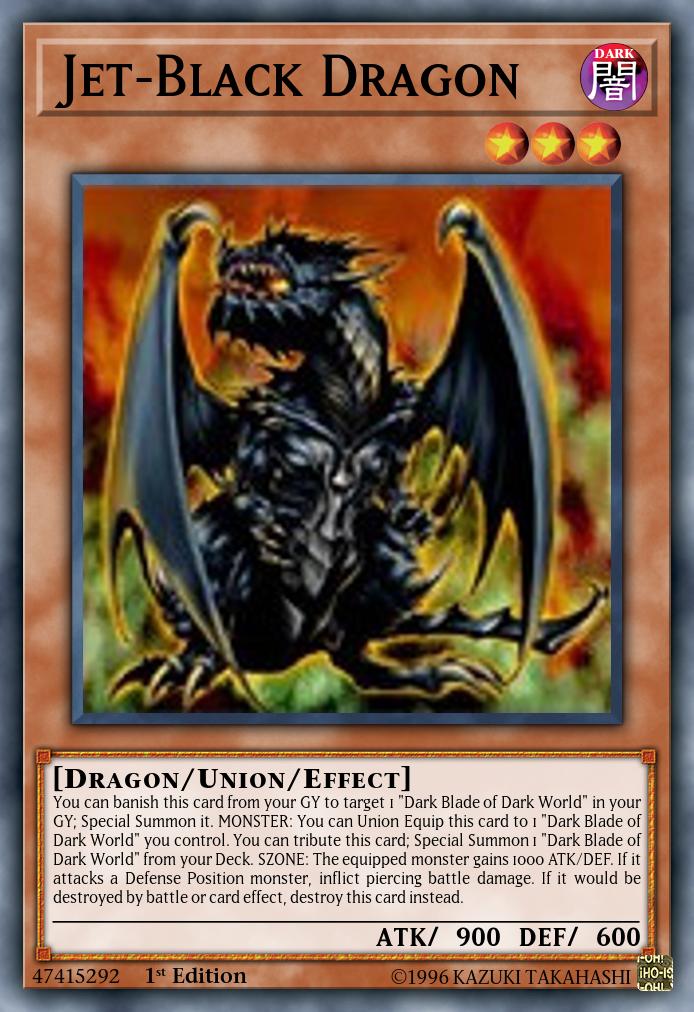 Jet-Black Dragon
DARK
闇
[Dragon/Union/Effect]
You can banish this card from your GY to target 1 "Dark Blade of Dark World" in your
GY; Special Summon it. MONSTER: You can Union Equip this card to 1 "Dark Blade of
Dark World" you control. You can tribute this card; Special Summon 1 "Dark Blade of
Dark World" from your Deck. SZONE: The equipped monster gains 1000 ATK/DEF. If it
attacks a Defense Position monster, inflict piercing battle damage. If it would be
destroyed by battle or card effect, destroy this card instead.
ATK/ 900 DEF/ 600
47415292 1st Edition ©1996 KAZUKI TAKAHASHI